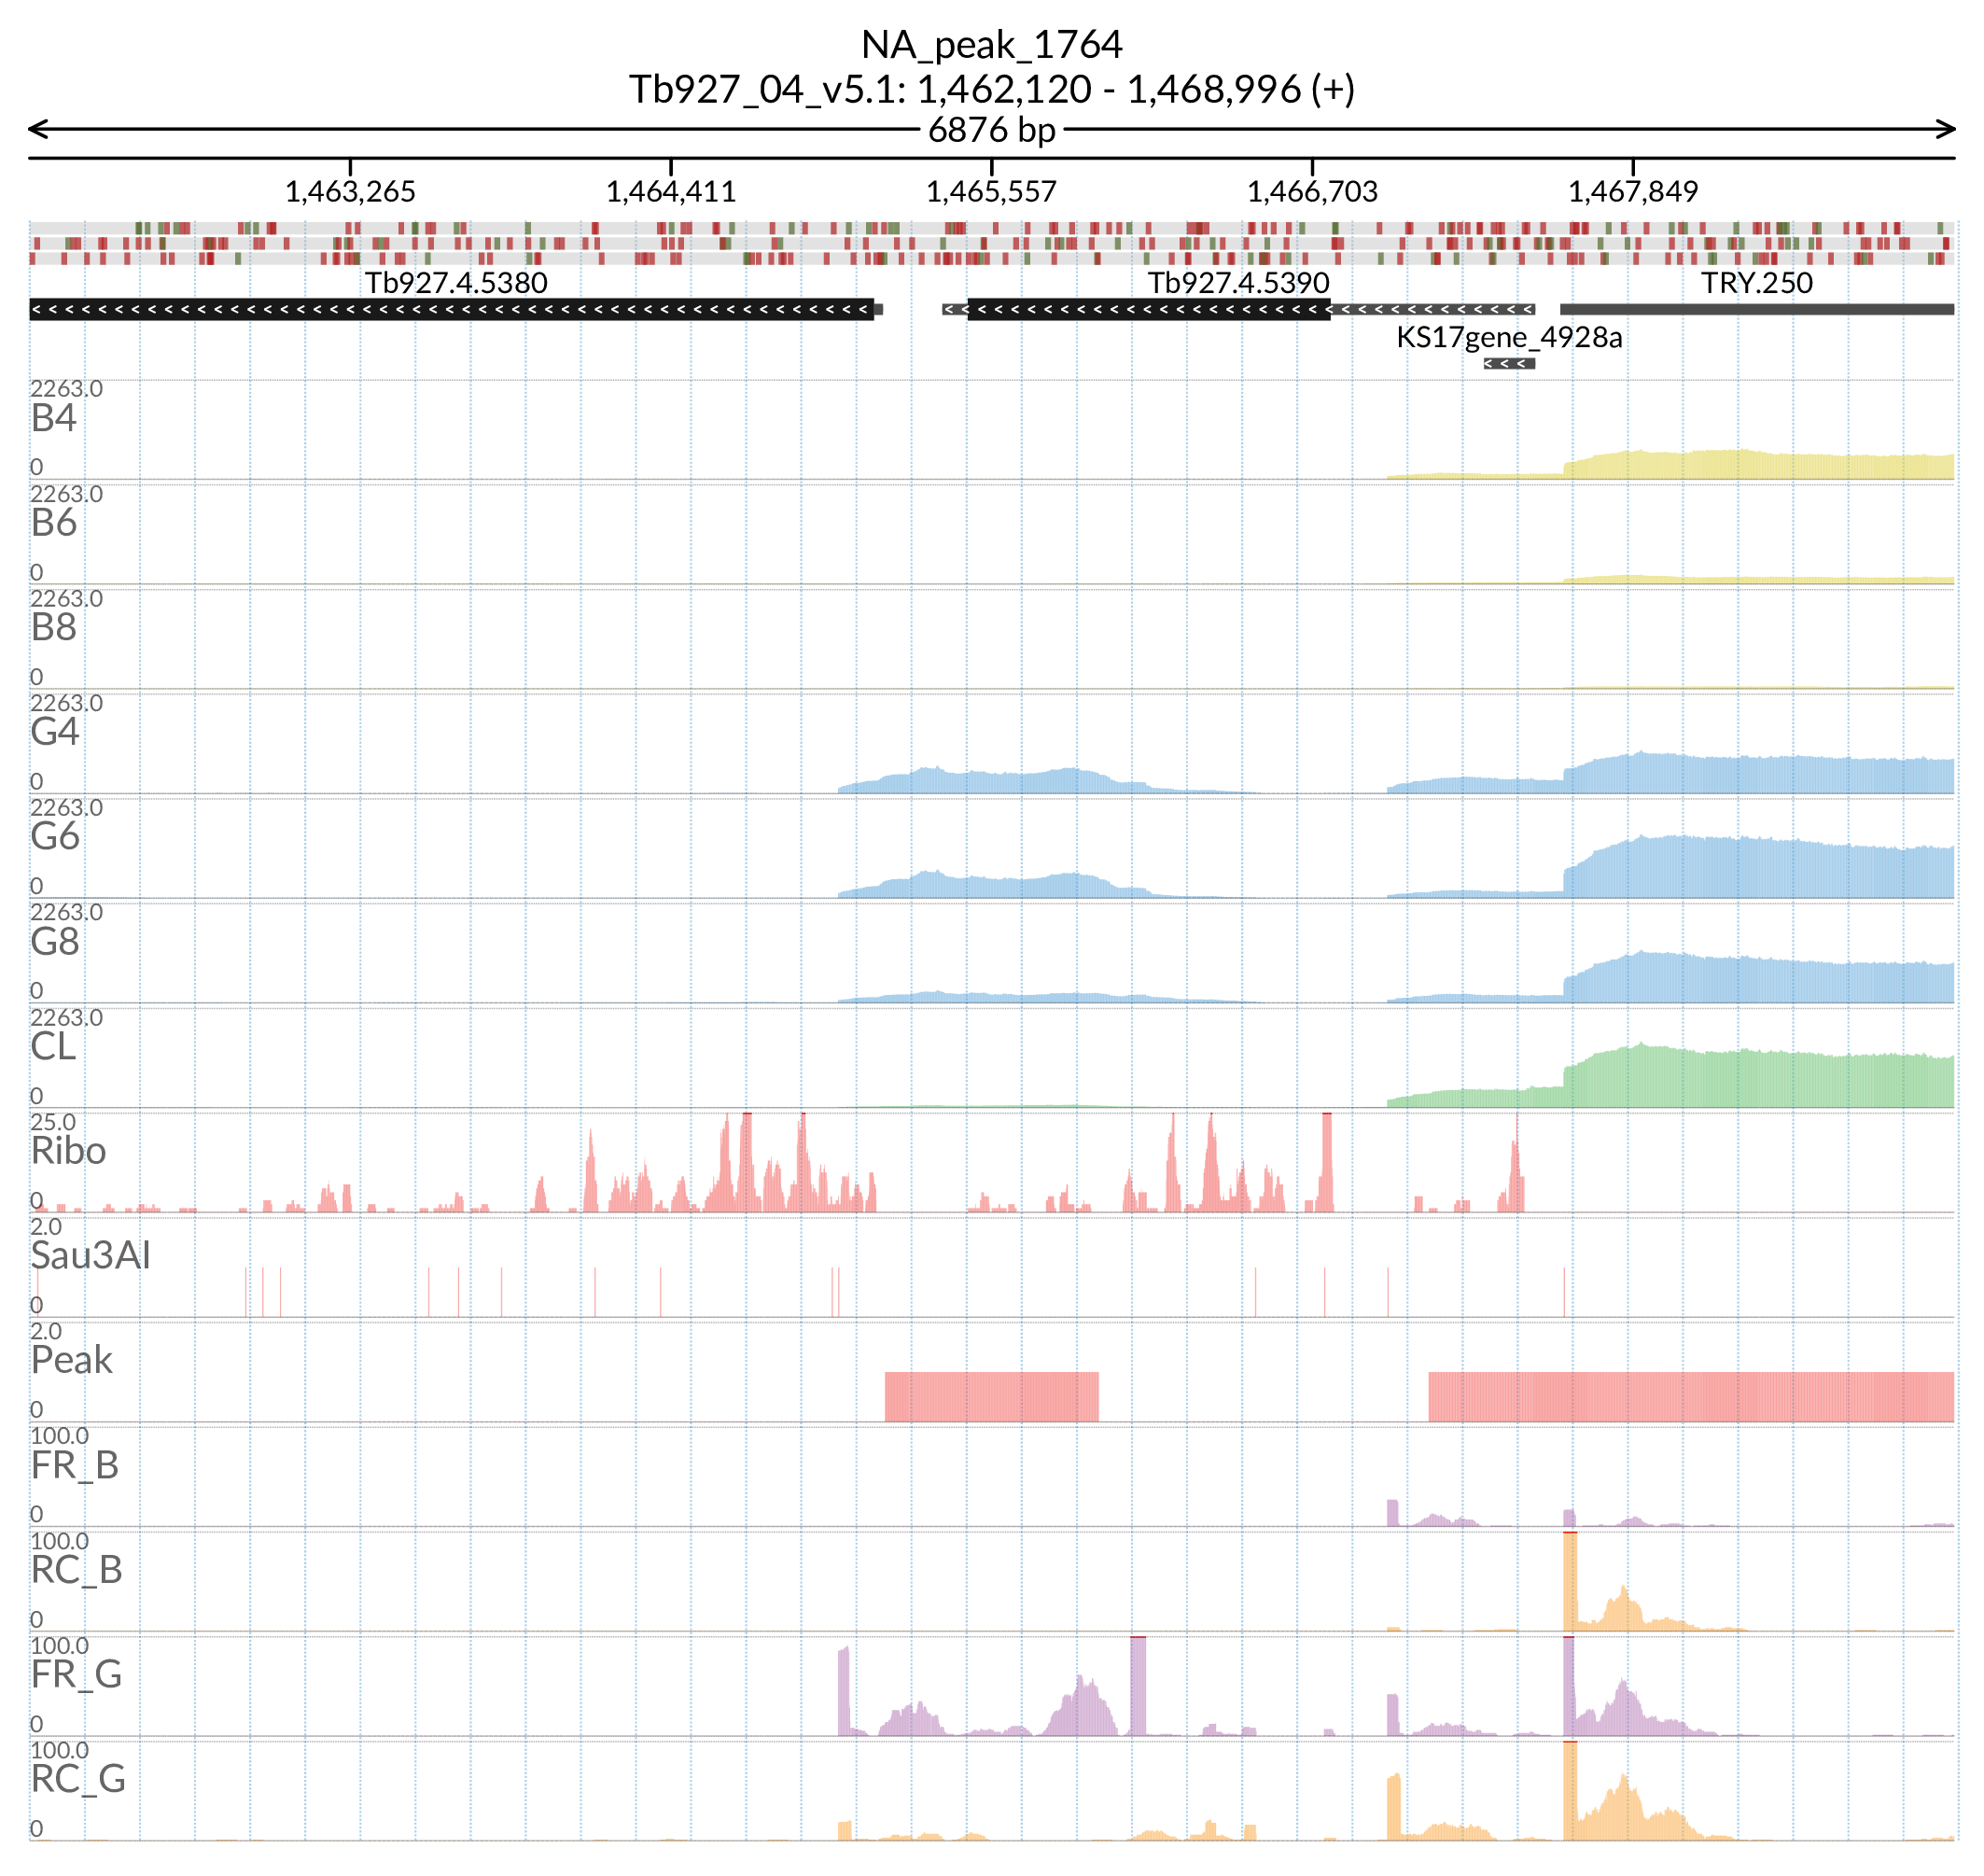 NA_peak_1764
Tb927_04_v5.1: 1,462,120 - 1,468,996 (+)
6876 bp
1,463,265 1,464,411 1,465,557 1,466,703 1,467,849
Tb927.4.5380 Tb927.4.5390 TRY.250
KS17gene_4928a
2263.0
B4
0
2263.0
B6
0
2263.0
B8
0
2263.0
G4
0
2263.0
G6
0
2263.0
G8
0
2263.0
CL
0
25.0
Ribo
0
2.0
Sau3AI
0
2.0
Peak
0
100.0
FR_B
0
100.0
RC_B
0
100.0
FR_G
0
100.0
RC_G
0